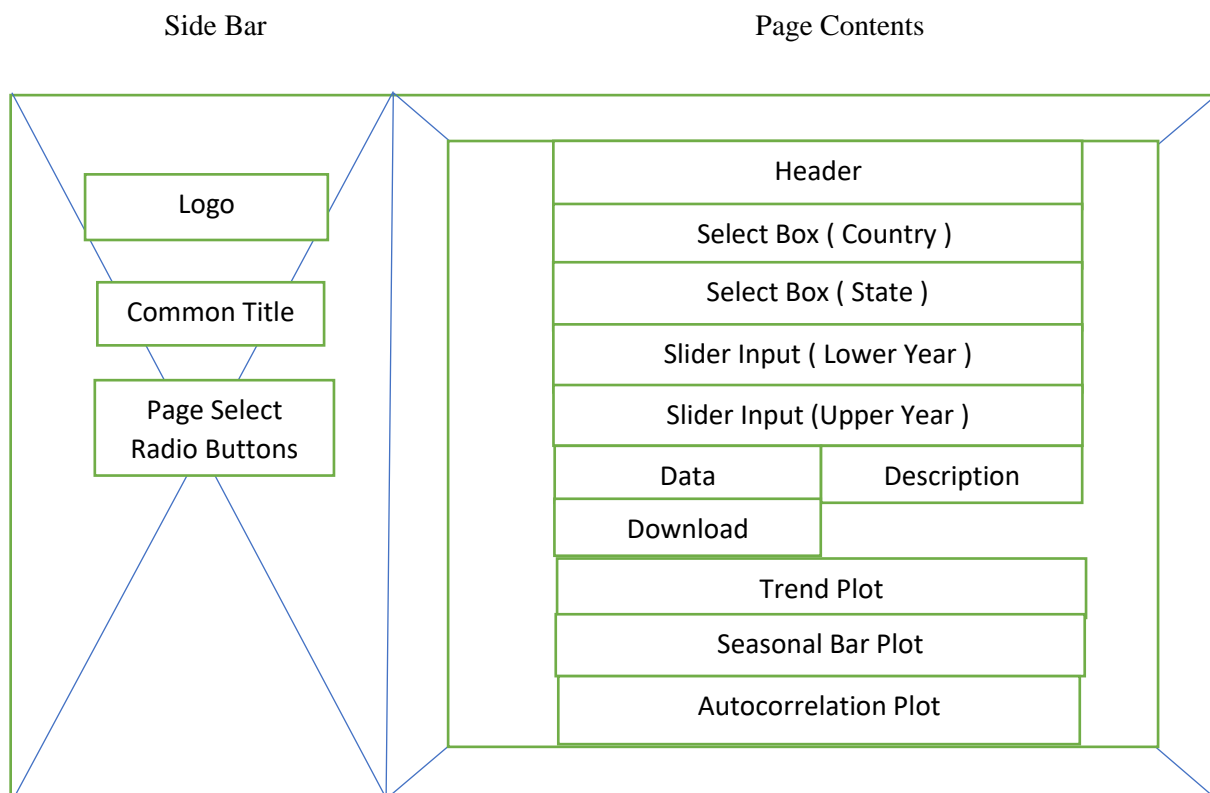 Side Bar
Page Contents
Logo
Common Title
Page Select
Radio Buttons
Header
Select Box ( Country )
Select Box ( State )
Slider Input ( Lower Year )
Slider Input (Upper Year )
Data
Description
Download
Trend Plot
Seasonal Bar Plot
Autocorrelation Plot